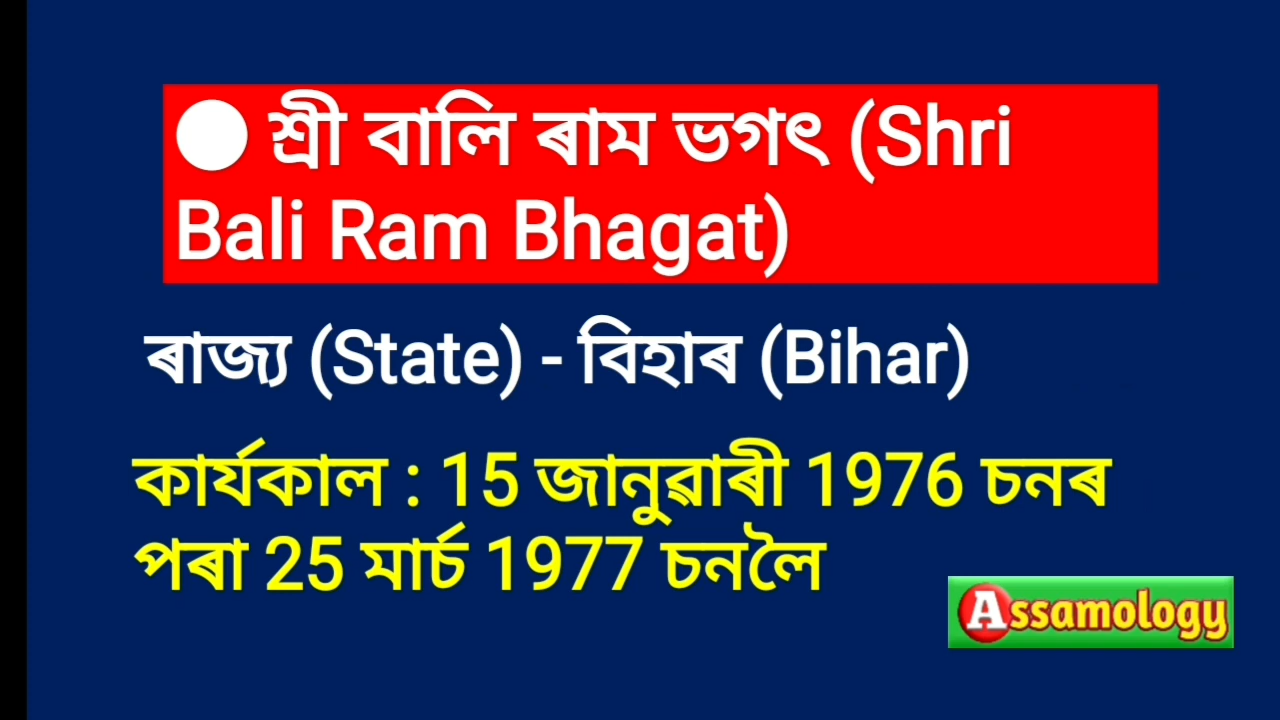 ● শ্ৰী বালি ৰাম ভগৎ (Shri
Bali Ram Bhagat)
ৰাজ্য (State) - বিহাৰ (Bihar)
কাৰ্যকাল : 15 জানুৱাৰী 1976 চনৰ
পৰা 25 মাৰ্চ 1977 চনলৈ
Assamology